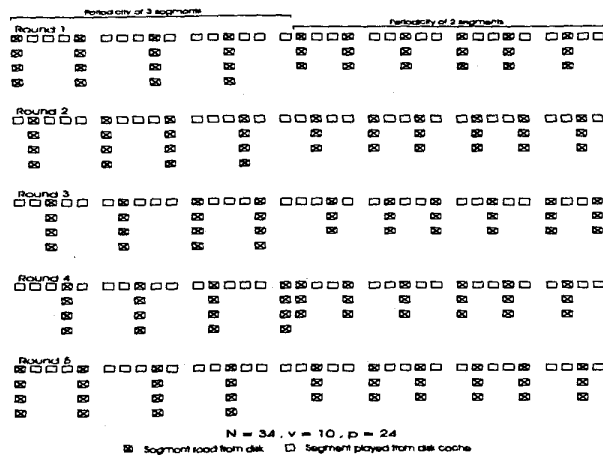 Periodicity of 3 segments
Periodicity of 2 segments
Round 1
Round 2
Round 3
Round 4
Round 5
N = 34 , v = 10 , p = 24
Segment read from disk Segment played from disk cache